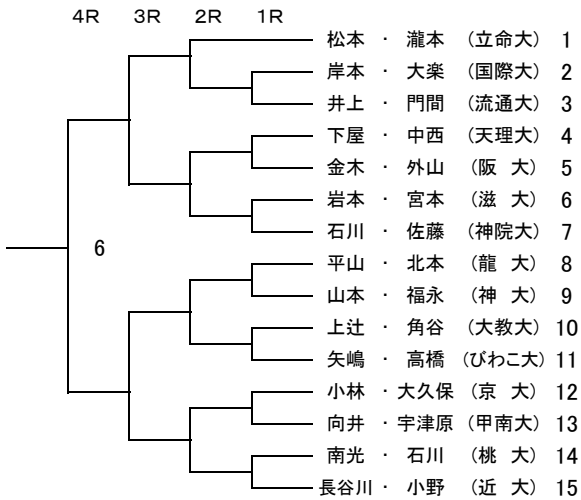 4R 3R 2R 1R
松本 ・ 瀧本 (立命大) 1
岸本 ・ 大楽 (国際大) 2
井上 ・ 門間 (流通大) 3
下屋 ・ 中西 (天理大) 4
金木 ・ 外山 (阪 大) 5
岩本 ・ 宮本 (滋 大) 6
石川 ・ 佐藤 (神院大) 7
6
平山 ・ 北本 (龍 大) 8
山本 ・ 福永 (神 大) 9
上辻 ・ 角谷 (大教大) 10
矢嶋 ・ 高橋 (びわこ大) 11
小林 ・ 大久保 (京 大) 12
向井 ・ 宇津原 (甲南大) 13
南光 ・ 石川 (桃 大) 14
長谷川 ・ 小野 (近 大) 15